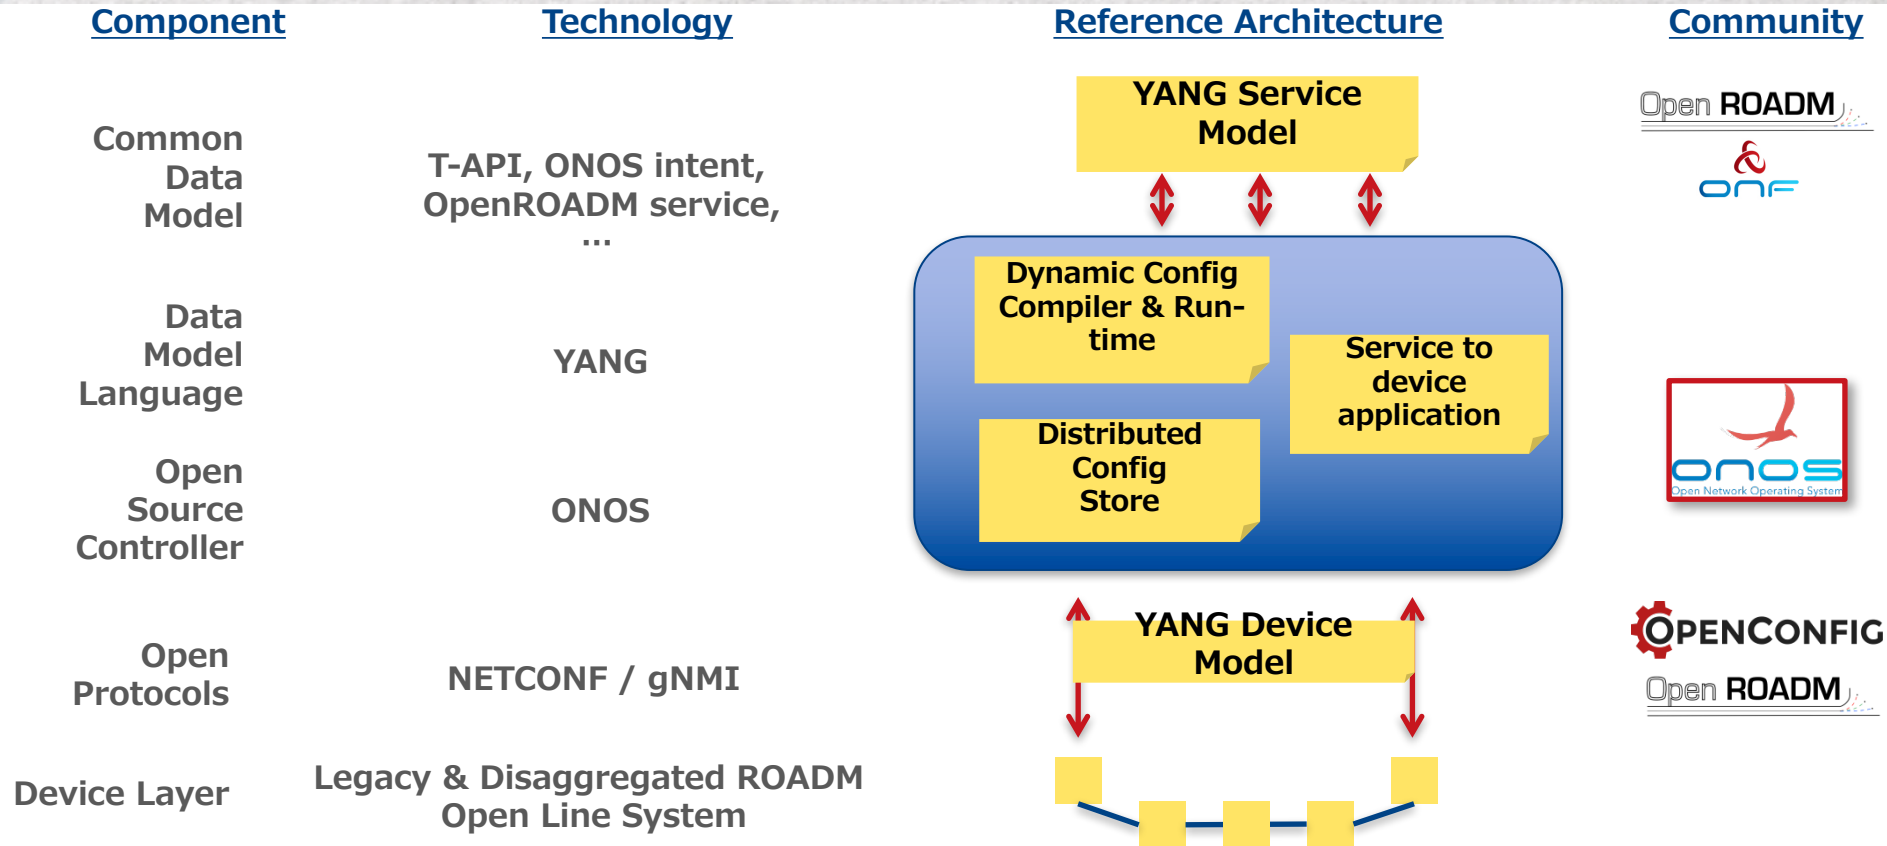 Component
Technology
Reference Architecture
Community
Common
Data
Model
T-API, ONOS intent,
OpenROADM service,
...
YANG Service
Model
Open ROADM
ONF
Data
Model
Language
YANG
Dynamic Config
Compiler & Run-
time
Service to
device
application
Distributed
Config
Store
Open
Source
Controller
ONOS
onos
Open Network Operating System
Open
Protocols
NETCONF / gNMI
YANG Device
Model
OPENCONFIG
Open ROADM
Device Layer
Legacy & Disaggregated ROADM
Open Line System